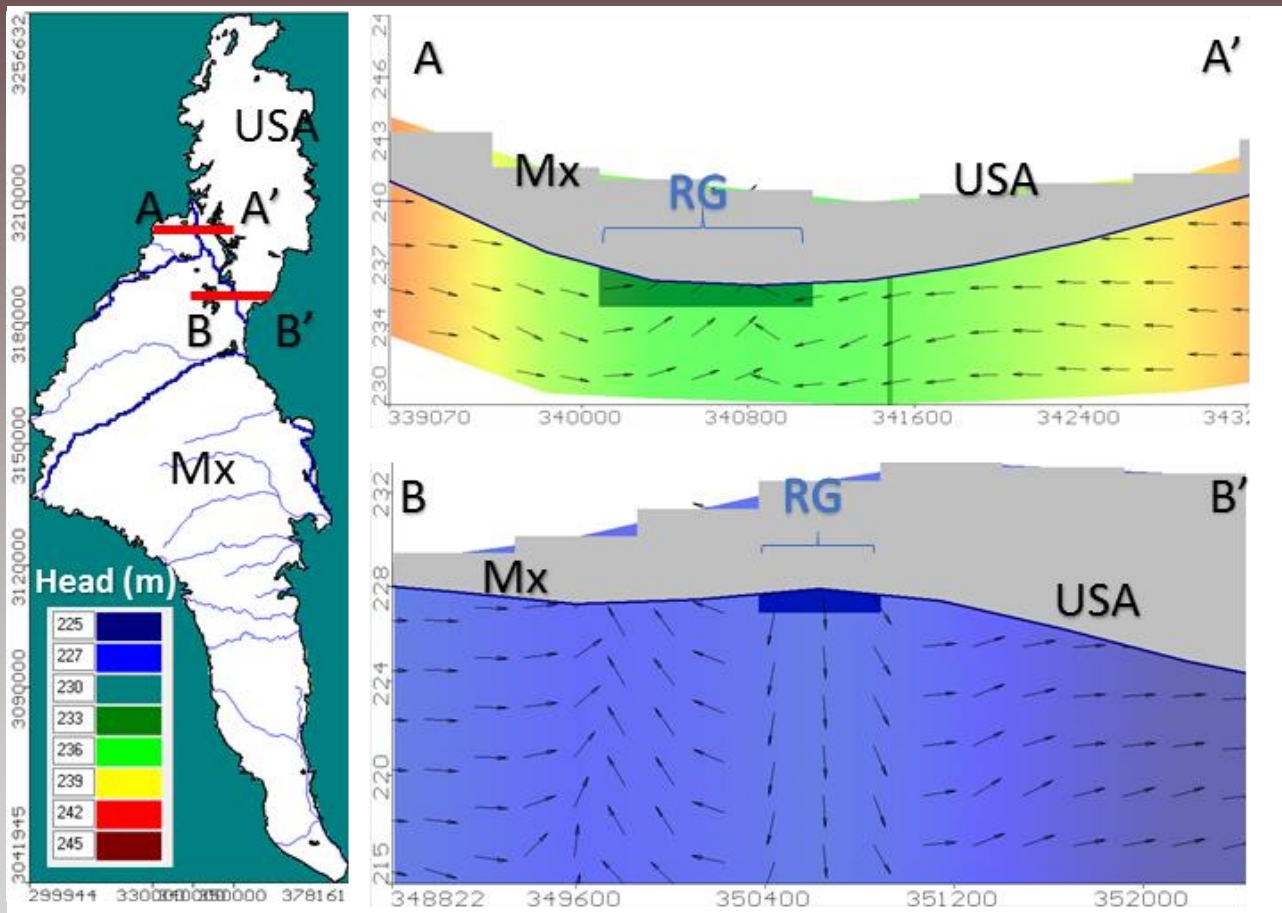 3256632
3210000
3180000
3150000
3120000
3090000
3041945
USA
A A'
B B'
Mx
Head (m)
225
227
230
233
236
239
242
245
299944 378161
A A'
246
243
240
237
234
230
Mx
RG
USA
339070 340000 340800 341600 342400
B B'
232
228
224
220
215
Mx
RG
USA
348822 349600 350400 351200 352000